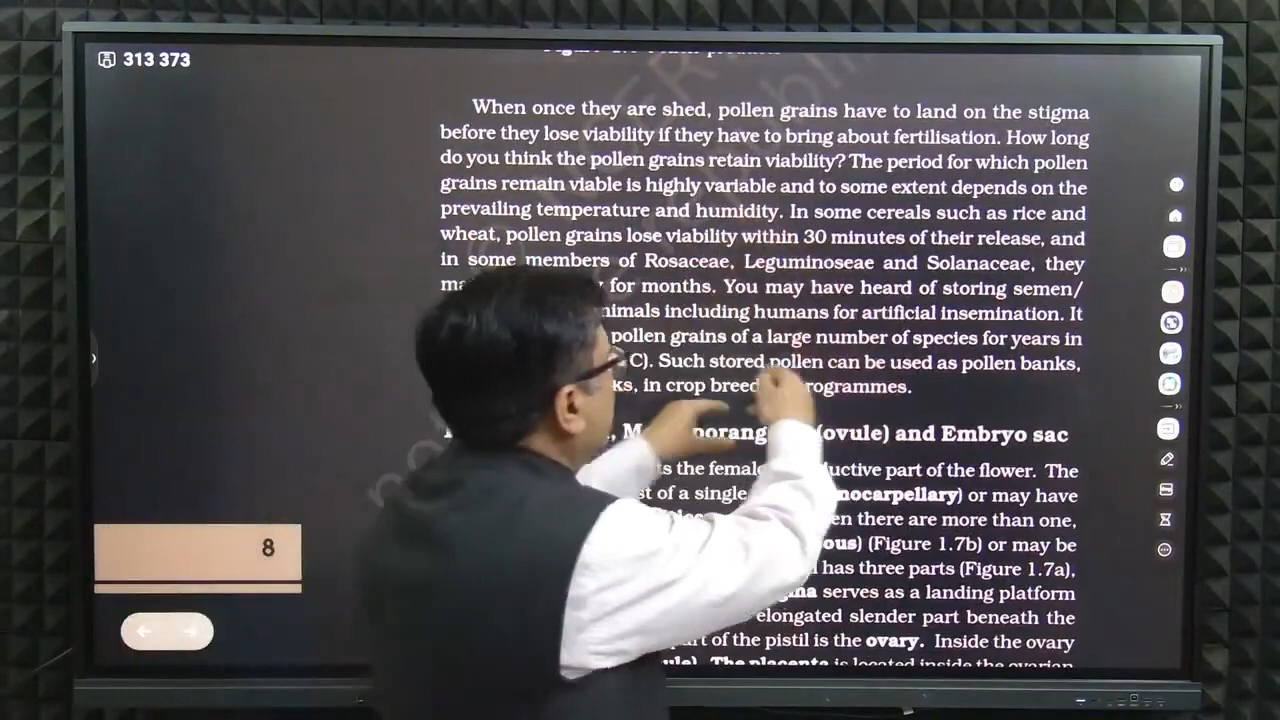 313 373
When once they are shed, pollen grains have to land on the stigma
before they lose viability if they have to bring about fertilisation. How long
do you think the pollen grains retain viability? The period for which pollen
grains remain viable is highly variable and to some extent depends on the
prevailing temperature and humidity. In some cereals such as rice and
wheat, pollen grains lose viability within 30 minutes of their release, and
in some members of Rosaceae, Leguminoseae and Solanaceae, they
for months. You may have heard of storing semen/
including humans for artificial insemination. It
pollen grains of a large number of species for years in
C). Such stored pollen can be used as pollen banks,
in crop
(ovule) and Embryo sac
the part of the flower. The
of a single or may have
there are more than one,
(Figure 1.7b) or may be
has three parts (Figure 1.7a),
serves as a landing platform
elongated slender part beneath the
of the pistil is the ovary. Inside the ovary
The placenta is located inside the ovarian
8